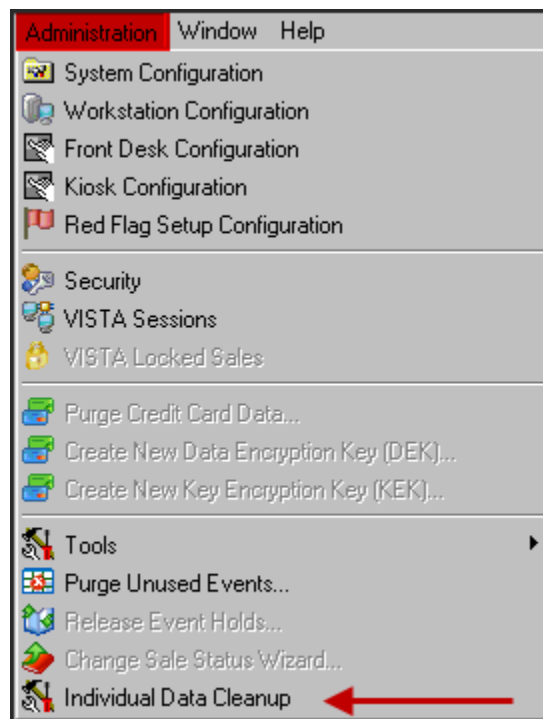 Administration Window Help
System Configuration
Workstation Configuration
Front Desk Configuration
Kiosk Configuration
Red Flag Setup Configuration
Security
VISTA Sessions
VISTA Locked Sales
Purge Credit Card Data...
Create New Data Encryption Key (DEK)...
Create New Key Encryption Key (KEK)...
Tools
Purge Unused Events...
Release Event Holds...
Change Sale Status Wizard...
Individual Data Cleanup